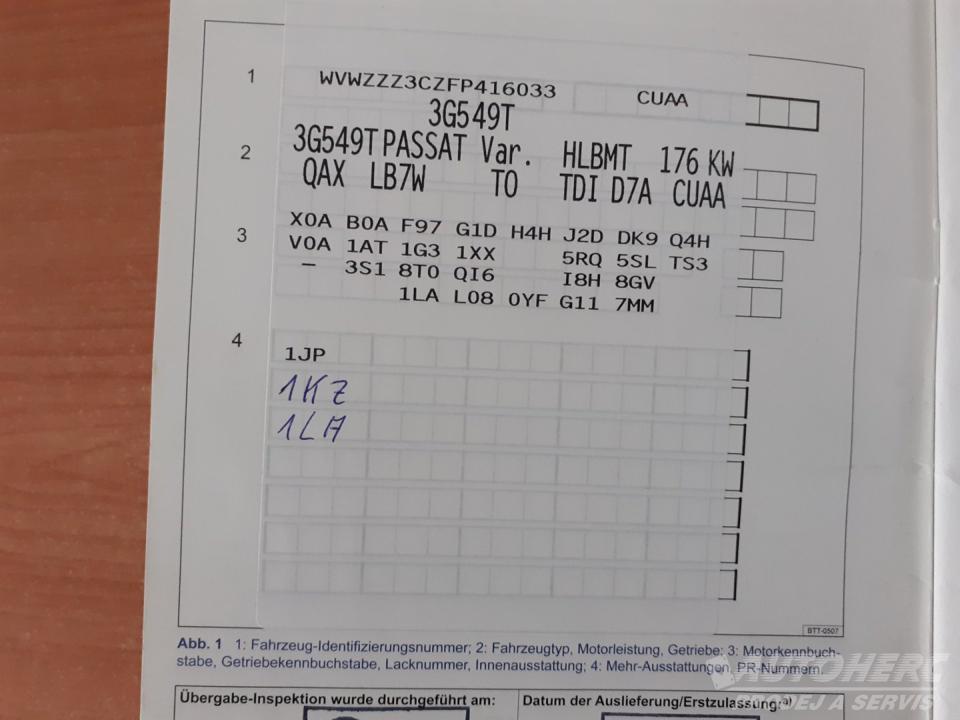 1 WVWZZZ3CZFP416033 CUAA
3G549T
2 3G549T PASSAT Var. HLBMT 176 KW
QAX LB7W TO TDI D7A CUAA
3 X0A B0A F97 G1D H4H J2D DK9 Q4H
V0A 1AT 1G3 1XX 5RQ 5SL TS3
- 3S1 8T0 QI6 I8H 8GV
1LA L08 0YF G11 7MM
4
1JP
1KZ
1LA
BTT-0507
Abb. 1 1: Fahrzeug-Identifizierungsnummer; 2: Fahrzeugtyp, Motorleistung, Getriebe; 3: Motorkennbuch-
stabe, Getriebekennbuchstabe, Lacknummer, Innenausstattung; 4: Mehr-Ausstattungen, PR-Nummern.
Übergabe-Inspektion wurde durchgeführt am: Datum der Auslieferung/Erstzulassung:a)
AUTOHERC
PRODEJ A SERVIS